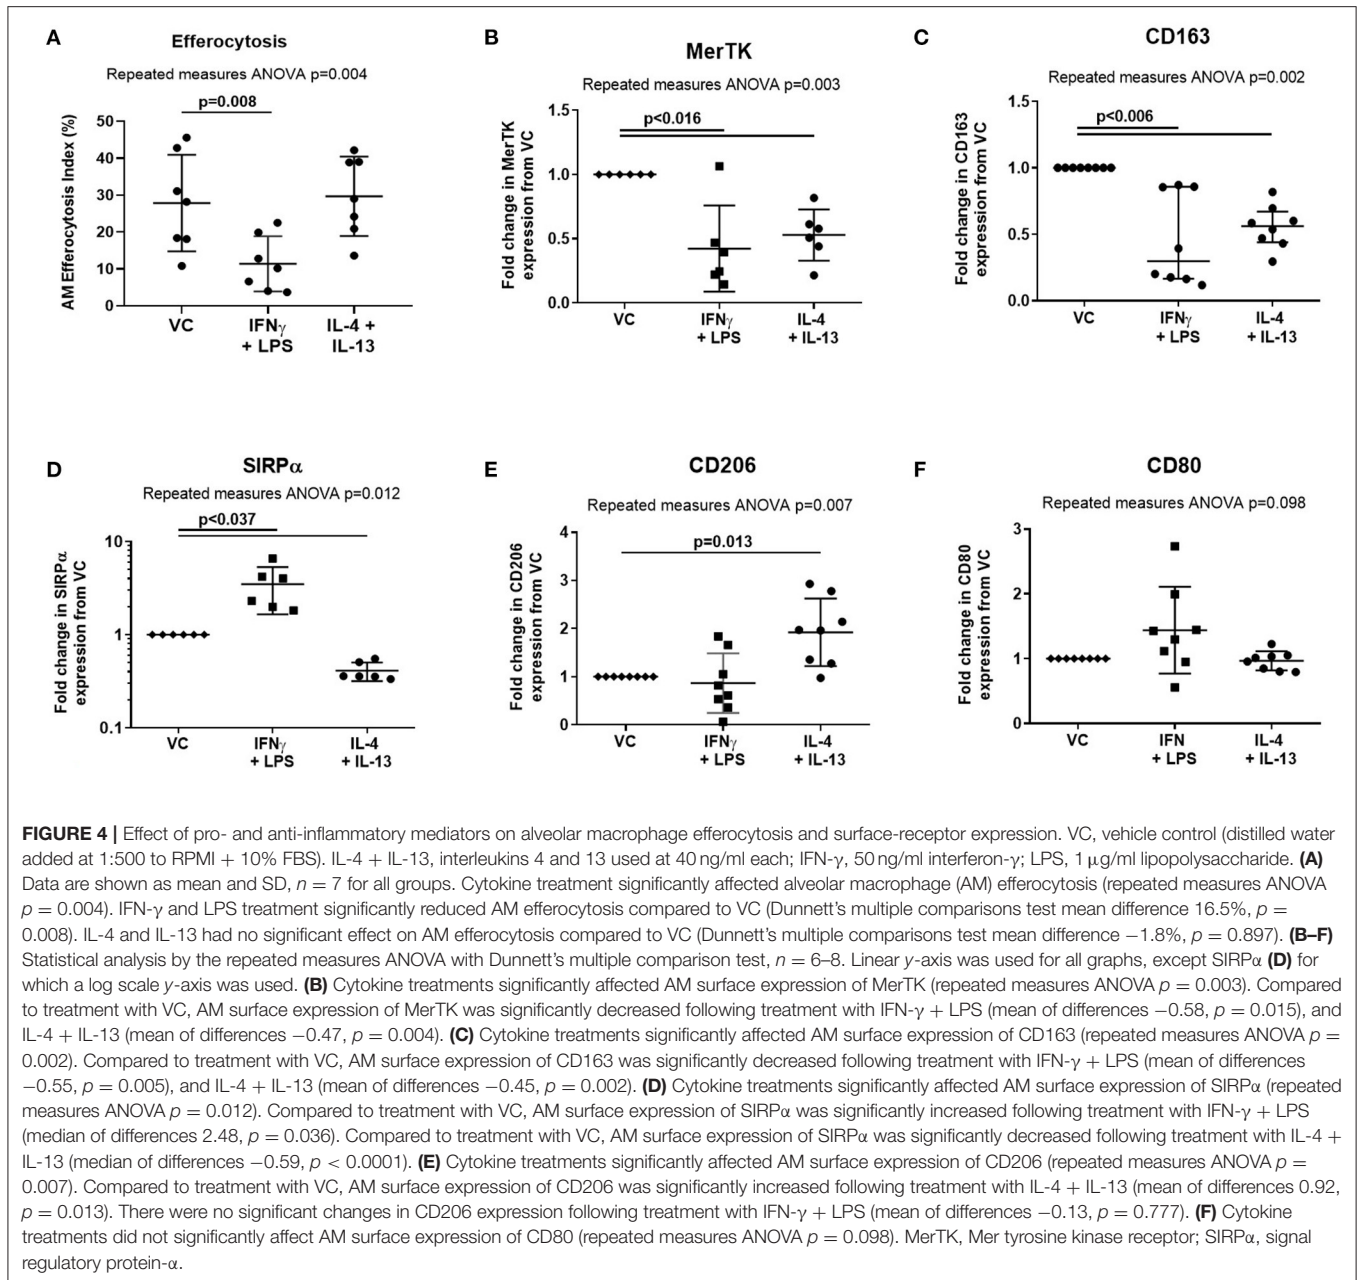 A
Efferocytosis
Repeated measures ANOVA p=0.004
p=0.008
AM Efferocytosis Index (%)
50
40
30
20
10
0
VC
IFNγ
+ LPS
IL-4 +
IL-13
B
MerTK
Repeated measures ANOVA p=0.003
p<0.016
Fold change in MerTK
expression from VC
1.5
1.0
0.5
0.0
VC
IFNγ
+ LPS
IL-4
+ IL-13
C
CD163
Repeated measures ANOVA p=0.002
p<0.006
Fold change in CD163
expression from VC
1.5
1.0
0.5
0.0
VC
IFNγ
+ LPS
IL-4
+ IL-13
D
SIRPα
Repeated measures ANOVA p=0.012
p<0.037
Fold change in SIRPα
expression from VC
10
1
0.1
VC
IFNγ
+ LPS
IL-4
+ IL-13
E
CD206
Repeated measures ANOVA p=0.007
p=0.013
Fold change in CD206
expression from VC
4
3
2
1
0
VC
IFNγ
+ LPS
IL-4
+ IL-13
F
CD80
Repeated measures ANOVA p=0.098
Fold change in CD80
expression from VC
3
2
1
0
VC
IFN
+ LPS
IL-4
+ IL-13
FIGURE 4 | Effect of pro- and anti-inflammatory mediators on alveolar macrophage efferocytosis and surface-receptor expression. VC, vehicle control (distilled water
added at 1:500 to RPMI + 10% FBS). IL-4 + IL-13, interleukins 4 and 13 used at 40 ng/ml each; IFN-γ, 50 ng/ml interferon-γ; LPS, 1 μg/ml lipopolysaccharide. (A)
Data are shown as mean and SD, n = 7 for all groups. Cytokine treatment significantly affected alveolar macrophage (AM) efferocytosis (repeated measures ANOVA
p = 0.004). IFN-γ and LPS treatment significantly reduced AM efferocytosis compared to VC (Dunnett's multiple comparisons test mean difference 16.5%, p =
0.008). IL-4 and IL-13 had no significant effect on AM efferocytosis compared to VC (Dunnett's multiple comparisons test mean difference −1.8%, p = 0.897). (B–F)
Statistical analysis by the repeated measures ANOVA with Dunnett's multiple comparison test, n = 6–8. Linear y-axis was used for all graphs, except SIRPα (D) for
which a log scale y-axis was used. (B) Cytokine treatments significantly affected AM surface expression of MerTK (repeated measures ANOVA p = 0.003). Compared
to treatment with VC, AM surface expression of MerTK was significantly decreased following treatment with IFN-γ + LPS (mean of differences −0.58, p = 0.015), and
IL-4 + IL-13 (mean of differences −0.47, p = 0.004). (C) Cytokine treatments significantly affected AM surface expression of CD163 (repeated measures ANOVA p =
0.002). Compared to treatment with VC, AM surface expression of CD163 was significantly decreased following treatment with IFN-γ + LPS (mean of differences
−0.55, p = 0.005), and IL-4 + IL-13 (mean of differences −0.45, p = 0.002). (D) Cytokine treatments significantly affected AM surface expression of SIRPα (repeated
measures ANOVA p = 0.012). Compared to treatment with VC, AM surface expression of SIRPα was significantly increased following treatment with IFN-γ + LPS
(median of differences 2.48, p = 0.036). Compared to treatment with VC, AM surface expression of SIRPα was significantly decreased following treatment with IL-4 +
IL-13 (median of differences −0.59, p < 0.0001). (E) Cytokine treatments significantly affected AM surface expression of CD206 (repeated measures ANOVA p =
0.007). Compared to treatment with VC, AM surface expression of CD206 was significantly increased following treatment with IL-4 + IL-13 (mean of differences 0.92,
p = 0.013). There were no significant changes in CD206 expression following treatment with IFN-γ + LPS (mean of differences −0.13, p = 0.777). (F) Cytokine
treatments did not significantly affect AM surface expression of CD80 (repeated measures ANOVA p = 0.098). MerTK, Mer tyrosine kinase receptor; SIRPα, signal
regulatory protein-α.